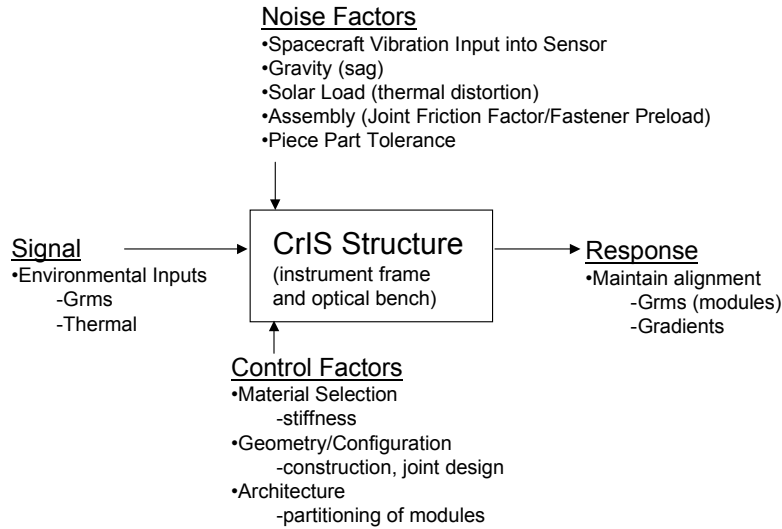 Noise Factors
•Spacecraft Vibration Input into Sensor
•Gravity (sag)
•Solar Load (thermal distortion)
•Assembly (Joint Friction Factor/Fastener Preload)
•Piece Part Tolerance
Signal
•Environmental Inputs
-Grms
-Thermal
CrIS Structure
(instrument frame
and optical bench)
Response
•Maintain alignment
-Grms (modules)
-Gradients
Control Factors
•Material Selection
-stiffness
•Geometry/Configuration
-construction, joint design
•Architecture
-partitioning of modules